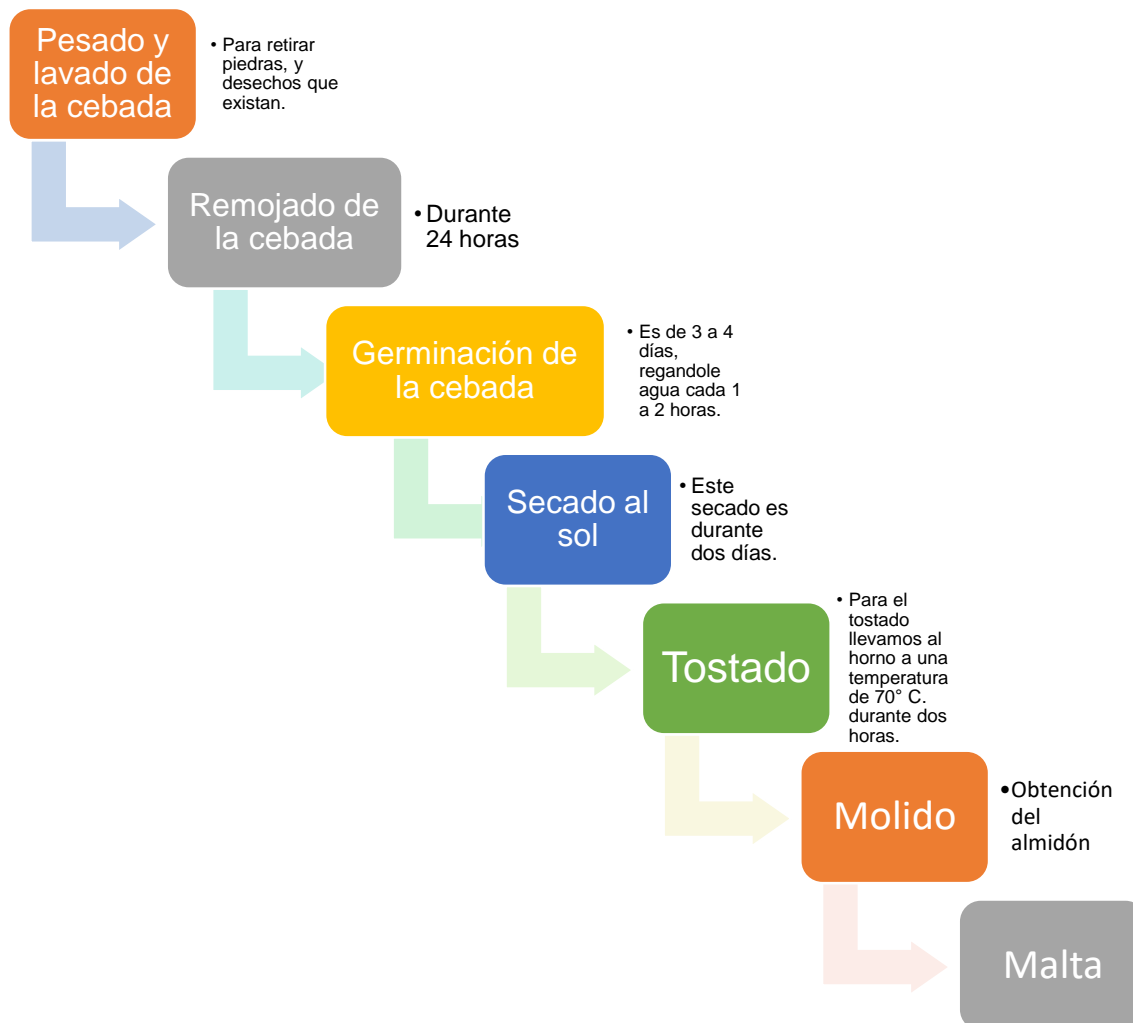 Pesado y
lavado de
la cebada
• Para retirar
piedras, y
desechos que
existan.
Remojado de
la cebada
• Durante
24 horas
Germinación de
la cebada
• Es de 3 a 4
días,
regandole
agua cada 1
a 2 horas.
Secado al
sol
• Este
secado es
durante
dos días.
Tostado
• Para el
tostado
llevamos al
horno a una
temperatura
de 70° C.
durante dos
horas.
Molido
•Obtención
del
almidón
Malta